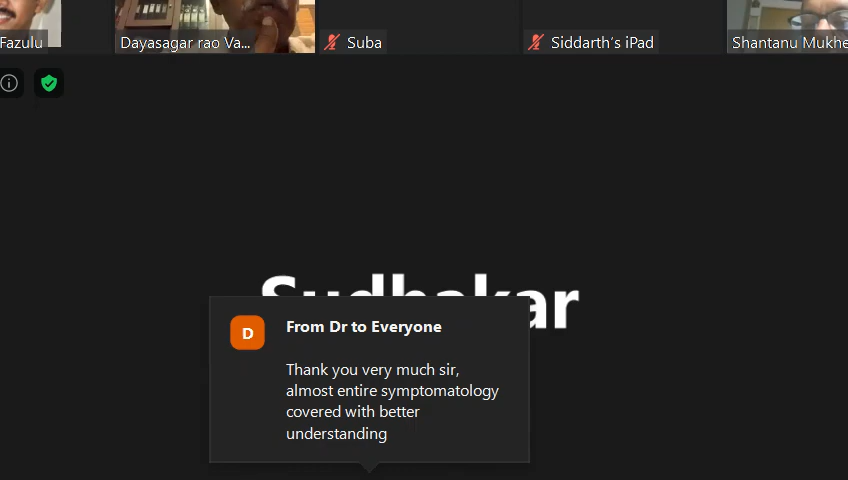 Fazulu
Dayasagar rao Va...
Suba
Siddarth's iPad
Shantanu Mukhe
Sudhakar
D
From Dr to Everyone
Thank you very much sir,
almost entire symptomatology
covered with better
understanding